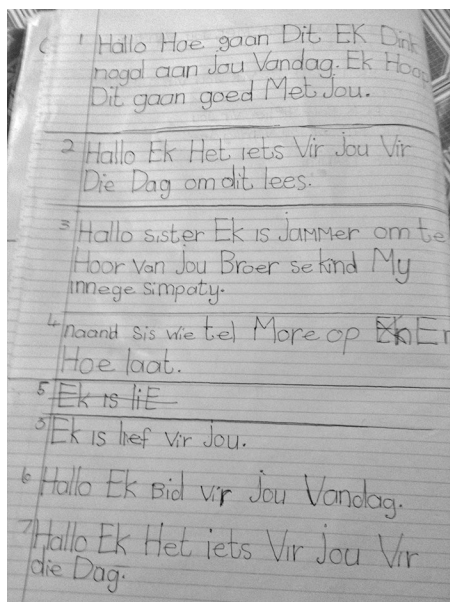 1 Hallo Hoe gaan Dit Ek Dink
nogal aan Jou Vandag. Ek Hoop
Dit gaan goed Met Jou.
2 Hallo Ek Het iets Vir Jou Vir
Die Dag om dit lees.
3 Hallo sister Ek is Jammer om te
Hoor Van Jou Broer se kind My
innege simpaty.
4 naand sis wie tel More op En
Hoe laat.
5 Ek is liE
5 Ek is lief Vir Jou.
6 Hallo Ek Bid vir Jou Vandag.
7 Hallo Ek Het iets Vir Jou Vir
die Dag.